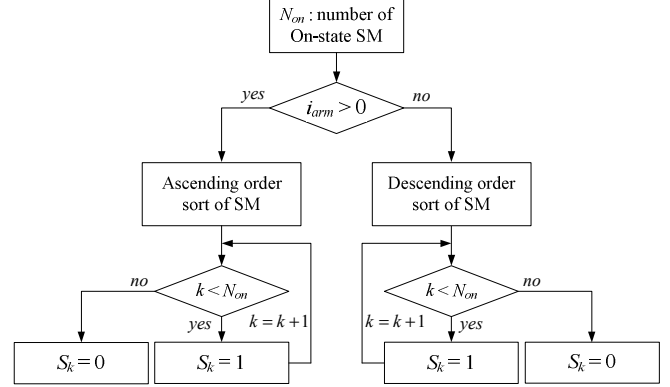 N_on : number of
On-state SM
yes
i_arm > 0
no
Ascending order
sort of SM
Descending order
sort of SM
no
k < N_on
yes
k = k+1
k = k+1
k < N_on
yes
no
S_k = 0
S_k = 1
S_k = 1
S_k = 0